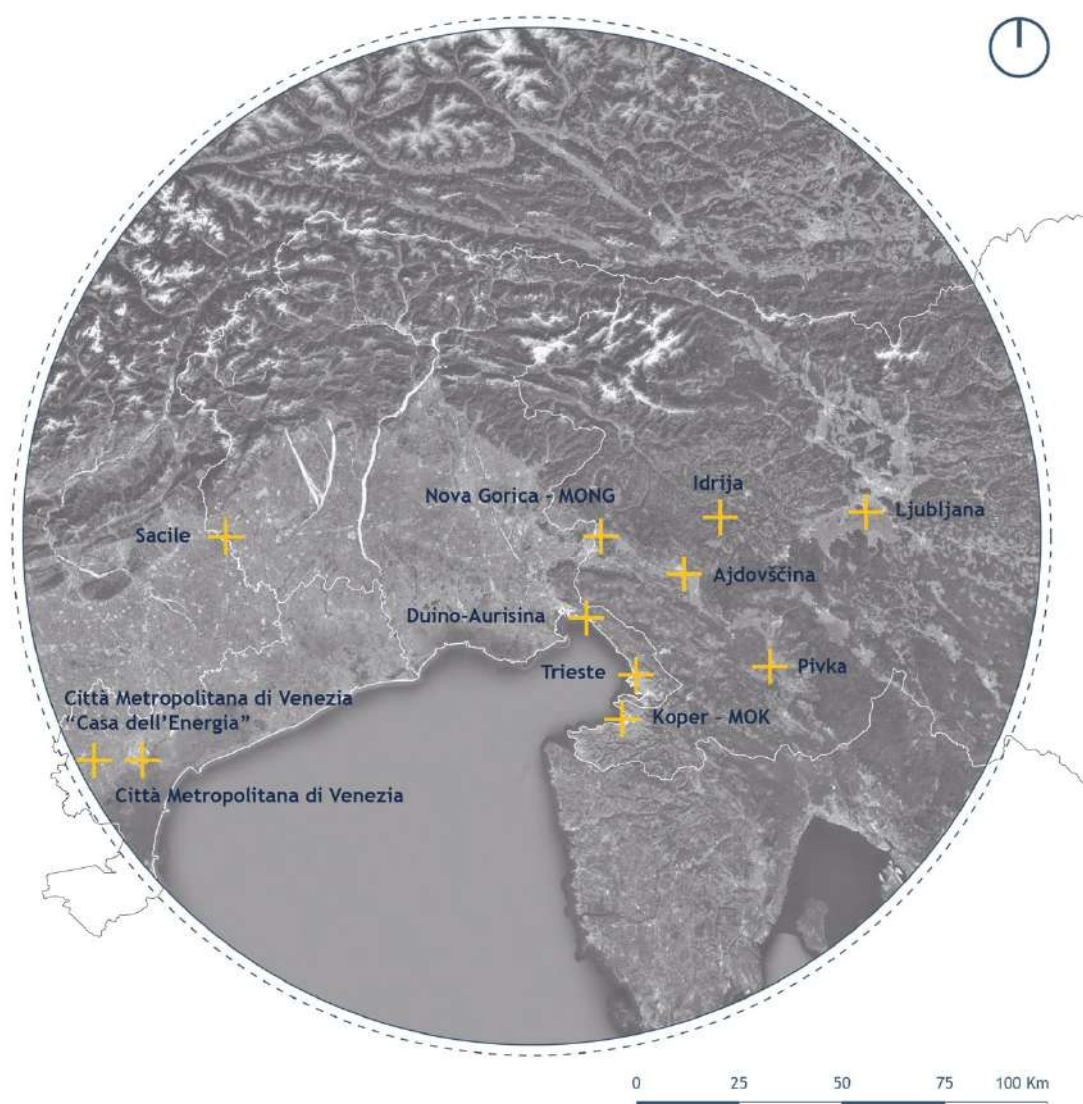 Idrija
Nova Gorica - MONG
Ljubljana
Sacile
Ajdovščina
Duino-Aurisina
Trieste
Pivka
Città Metropolitana di Venezia
“Casa dell’Energia”
Koper - MOK
Città Metropolitana di Venezia
0 25 50 75 100 Km